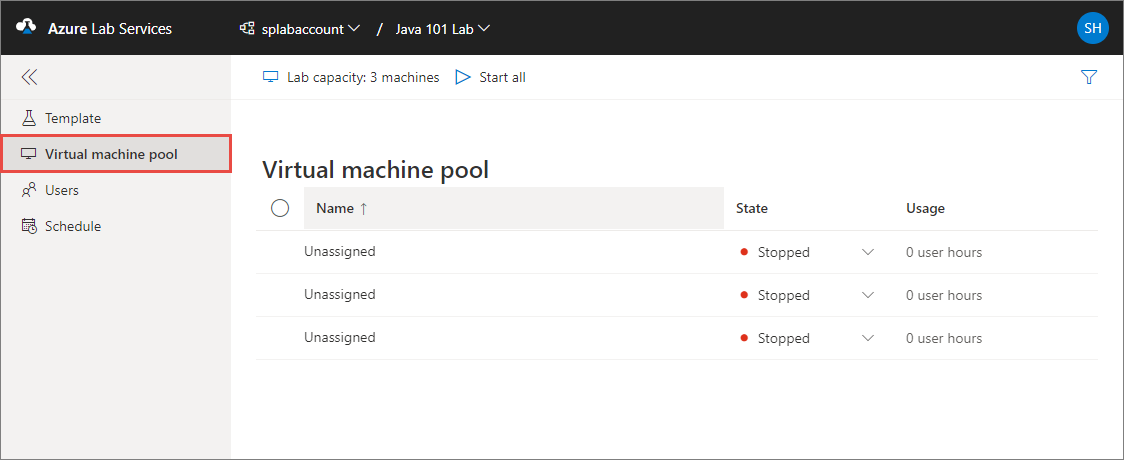 Azure Lab Services splabaccount / Java 101 Lab SH
Lab capacity: 3 machines Start all
Template
Virtual machine pool
Users
Schedule
Virtual machine pool
Name ↑ State Usage
Unassigned Stopped 0 user hours
Unassigned Stopped 0 user hours
Unassigned Stopped 0 user hours